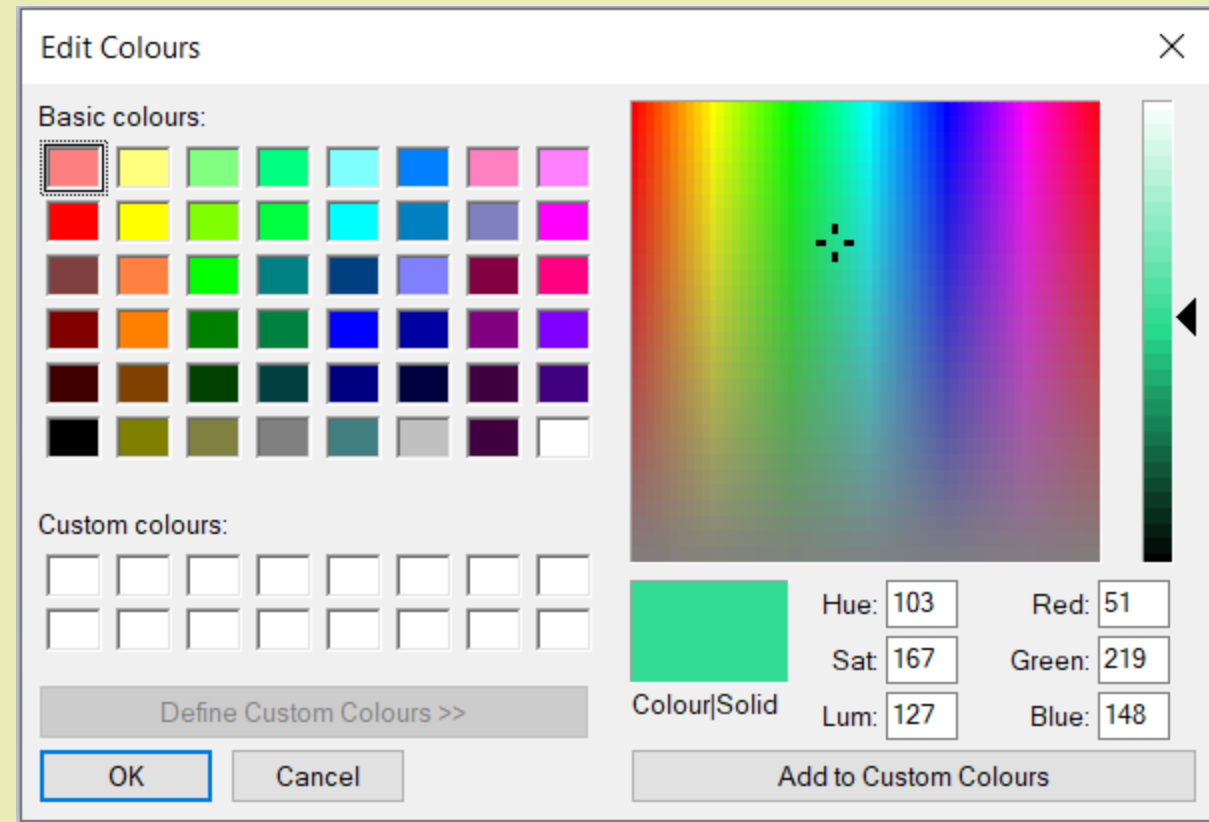 Edit Colours
Basic colours:
Custom colours:
Define Custom Colours >>
OK
Cancel
Colour|Solid
Hue: 103
Sat: 167
Lum: 127
Red: 51
Green: 219
Blue: 148
Add to Custom Colours